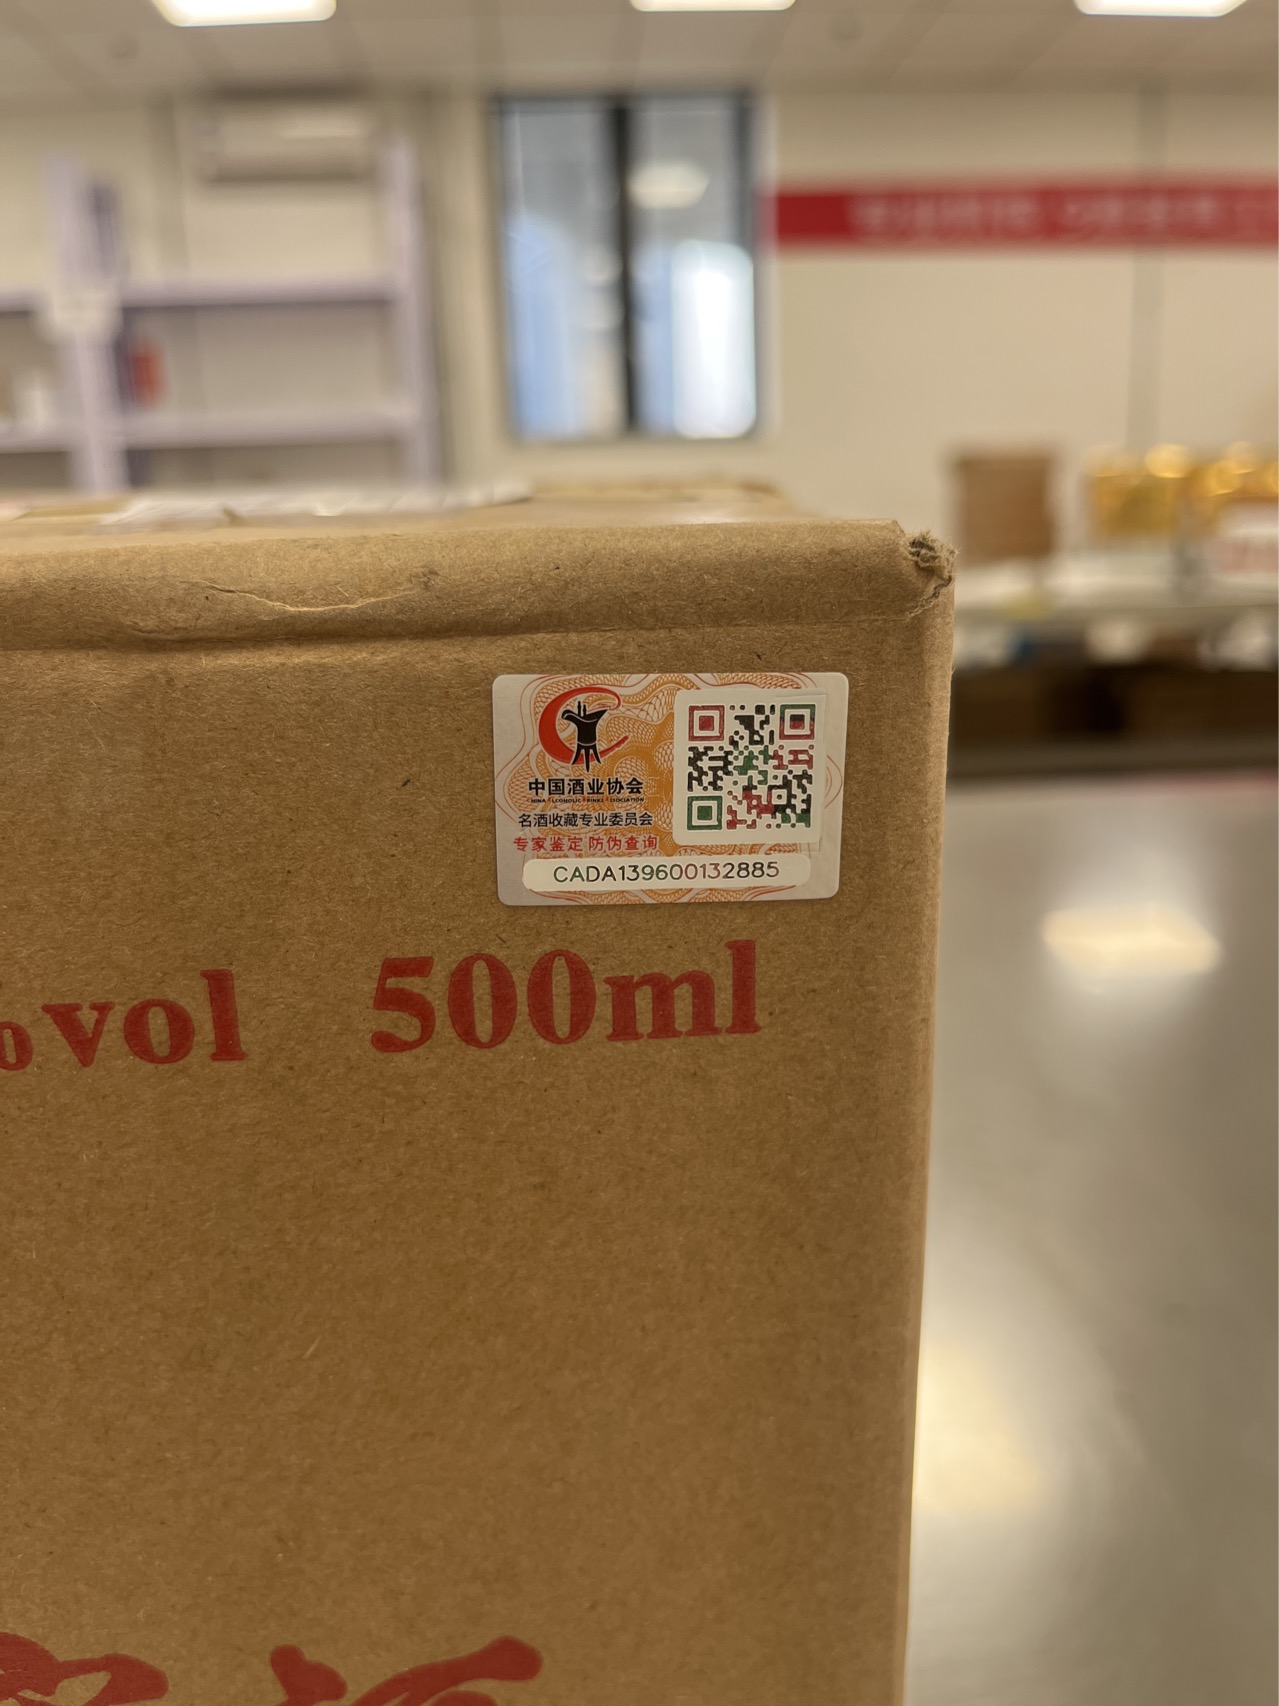 中国酒业协会
名酒收藏专业委员会
专家鉴定 防伪查询
CADA139600132885
%vol 500ml
酒